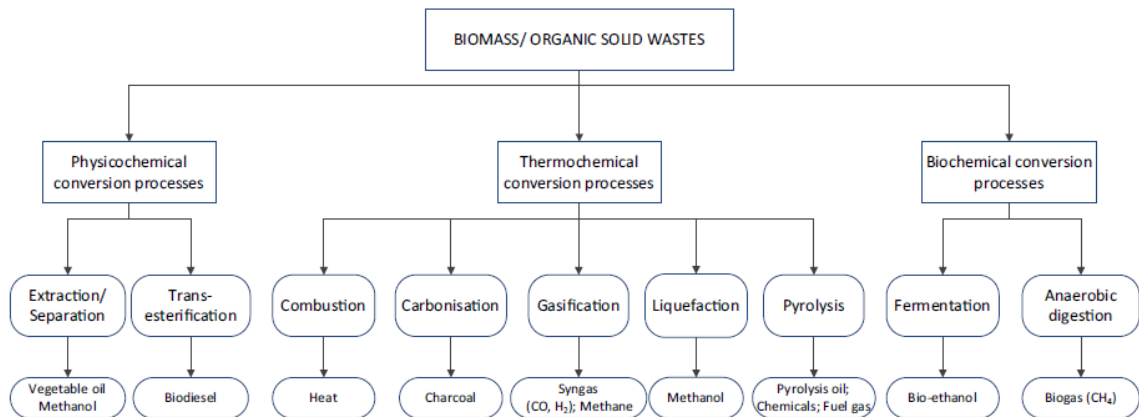 BIOMASS/ ORGANIC SOLID WASTES
Physicochemical
conversion processes
Thermochemical
conversion processes
Biochemical conversion
processes
Extraction/
Separation
Trans-
esterification
Combustion
Carbonisation
Gasification
Liquefaction
Pyrolysis
Fermentation
Anaerobic
digestion
Vegetable oil
Methanol
Biodiesel
Heat
Charcoal
Syngas
(CO, H₂); Methane
Methanol
Pyrolysis oil;
Chemicals; Fuel gas
Bio-ethanol
Biogas (CH₄)